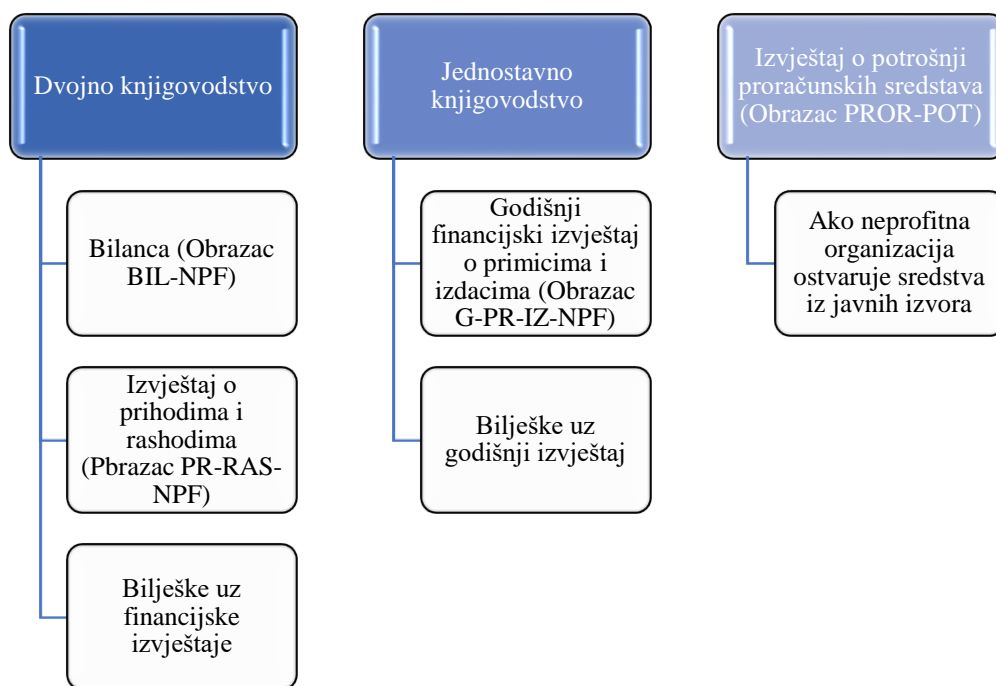 Dvojno knjigovodstvo
Bilanca (Obrazac
BIL-NPF)
Izvještaj o
prihodima i
rashodima
(Pbrazac PR-RAS-
NPF)
Bilješke uz
financijske
izvještaje
Jednostavno
knjigovodstvo
Godišnji
financijski izvještaj
o primicima i
izdacima (Obrazac
G-PR-IZ-NPF)
Bilješke uz
godišnji izvještaj
Izvještaj o potrošnji
proračunskih sredstava
(Obrazac PROR-POT)
Ako neprofitna
organizacija
ostvaruje sredstva
iz javnih izvora